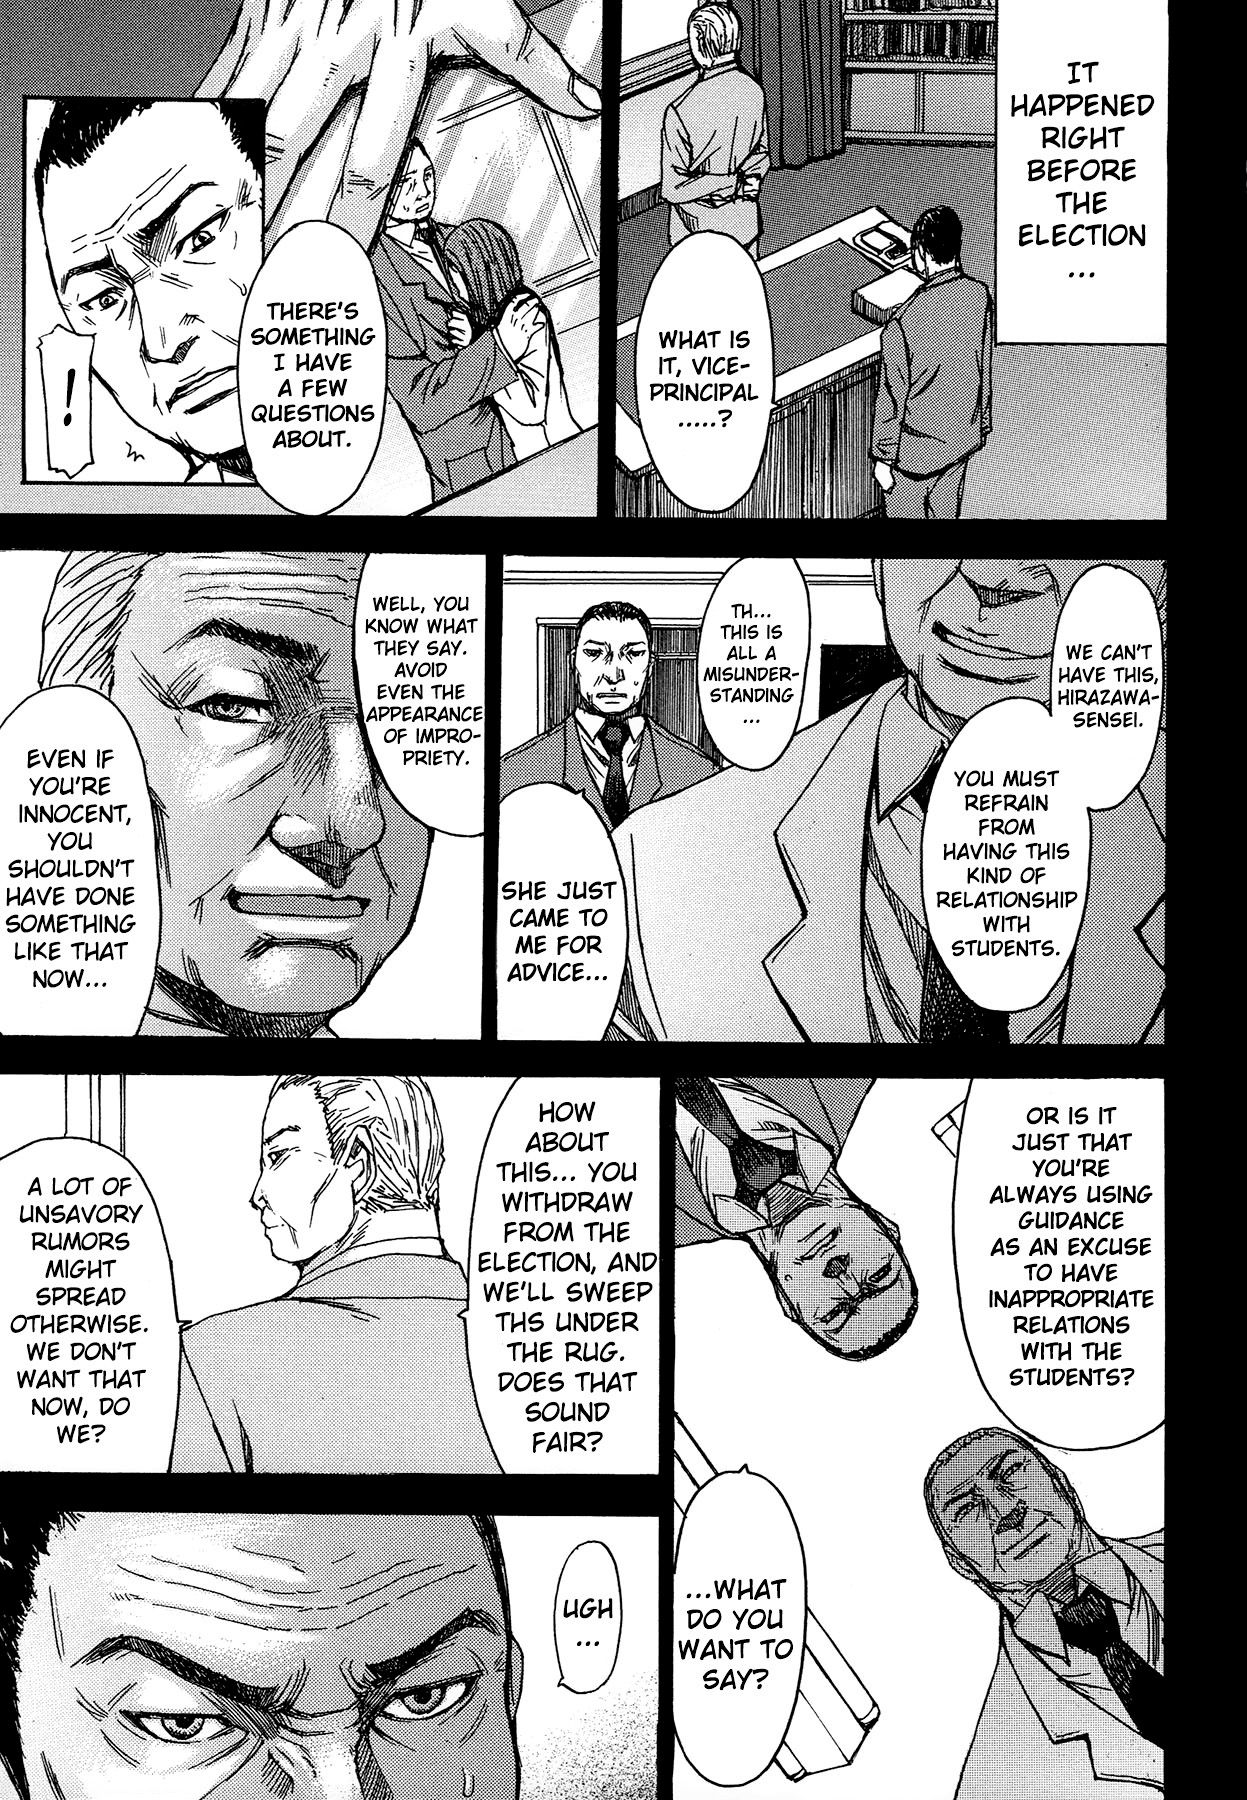 IT
HAPPENED
RIGHT
BEFORE
THE
ELECTION
...
WHAT IS
IT, VICE-
PRINCIPAL
.....?
THERE'S
SOMETHING
I HAVE
A FEW
QUESTIONS
ABOUT.
!
WE CAN'T
HAVE THIS,
HIRAZAWA-
SENSEI.
YOU MUST
REFRAIN
FROM
HAVING THIS
KIND OF
RELATIONSHIP
WITH
STUDENTS.
TH...
THIS IS
ALL A
MISUNDER-
STANDING
...
SHE JUST
CAME TO
ME FOR
ADVICE...
WELL, YOU
KNOW WHAT
THEY SAY.
AVOID
EVEN THE
APPEARANCE
OF IMPRO-
PRIETY.
EVEN IF
YOU'RE
INNOCENT,
YOU
SHOULDN'T
HAVE DONE
SOMETHING
LIKE THAT
NOW...
OR IS IT
JUST THAT
YOU'RE
ALWAYS USING
GUIDANCE
AS AN EXCUSE
TO HAVE
INAPPROPRIATE
RELATIONS
WITH THE
STUDENTS?
...WHAT
DO YOU
WANT TO
SAY?
HOW
ABOUT
THIS... YOU
WITHDRAW
FROM THE
ELECTION, AND
WE'LL SWEEP
THS UNDER
THE RUG.
DOES THAT
SOUND
FAIR?
A LOT OF
UNSAVORY
RUMORS
MIGHT
SPREAD
OTHERWISE.
WE DON'T
WANT THAT
NOW, DO
WE?
UGH
...